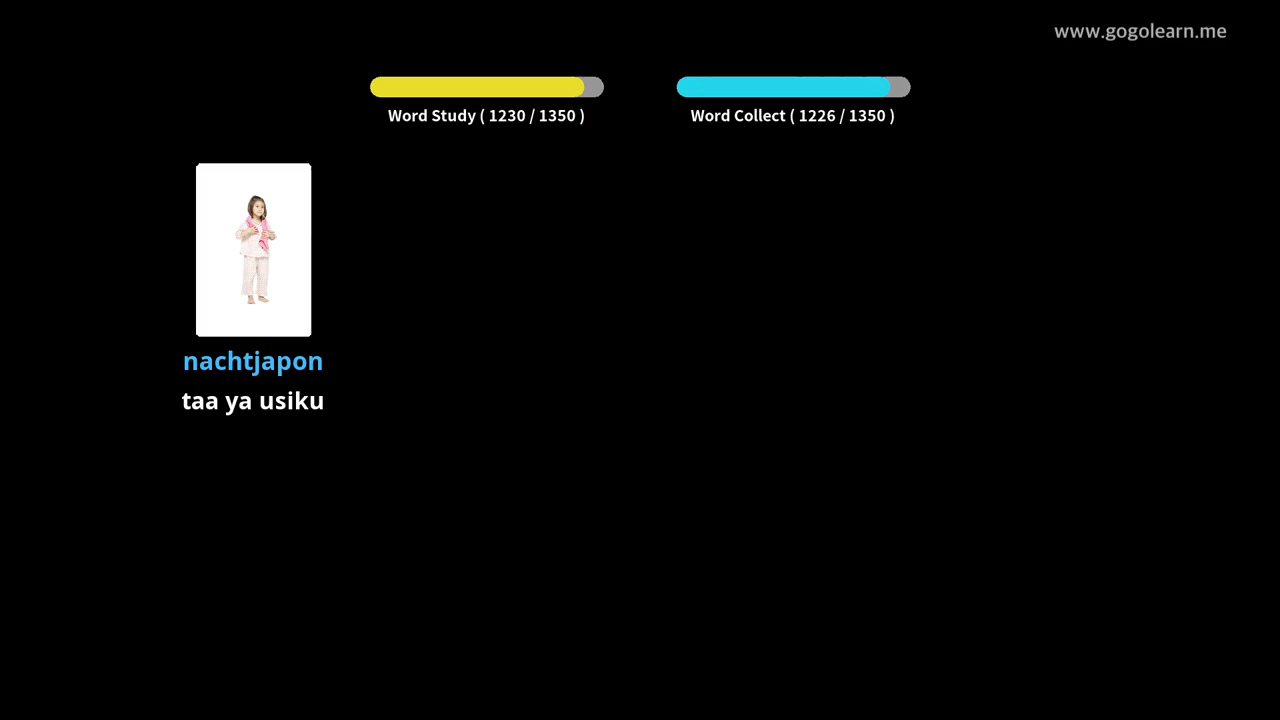 www.gogolearn.me
Word Study ( 1230 / 1350 )
Word Collect ( 1226 / 1350 )
nachtjapon
taa ya usiku